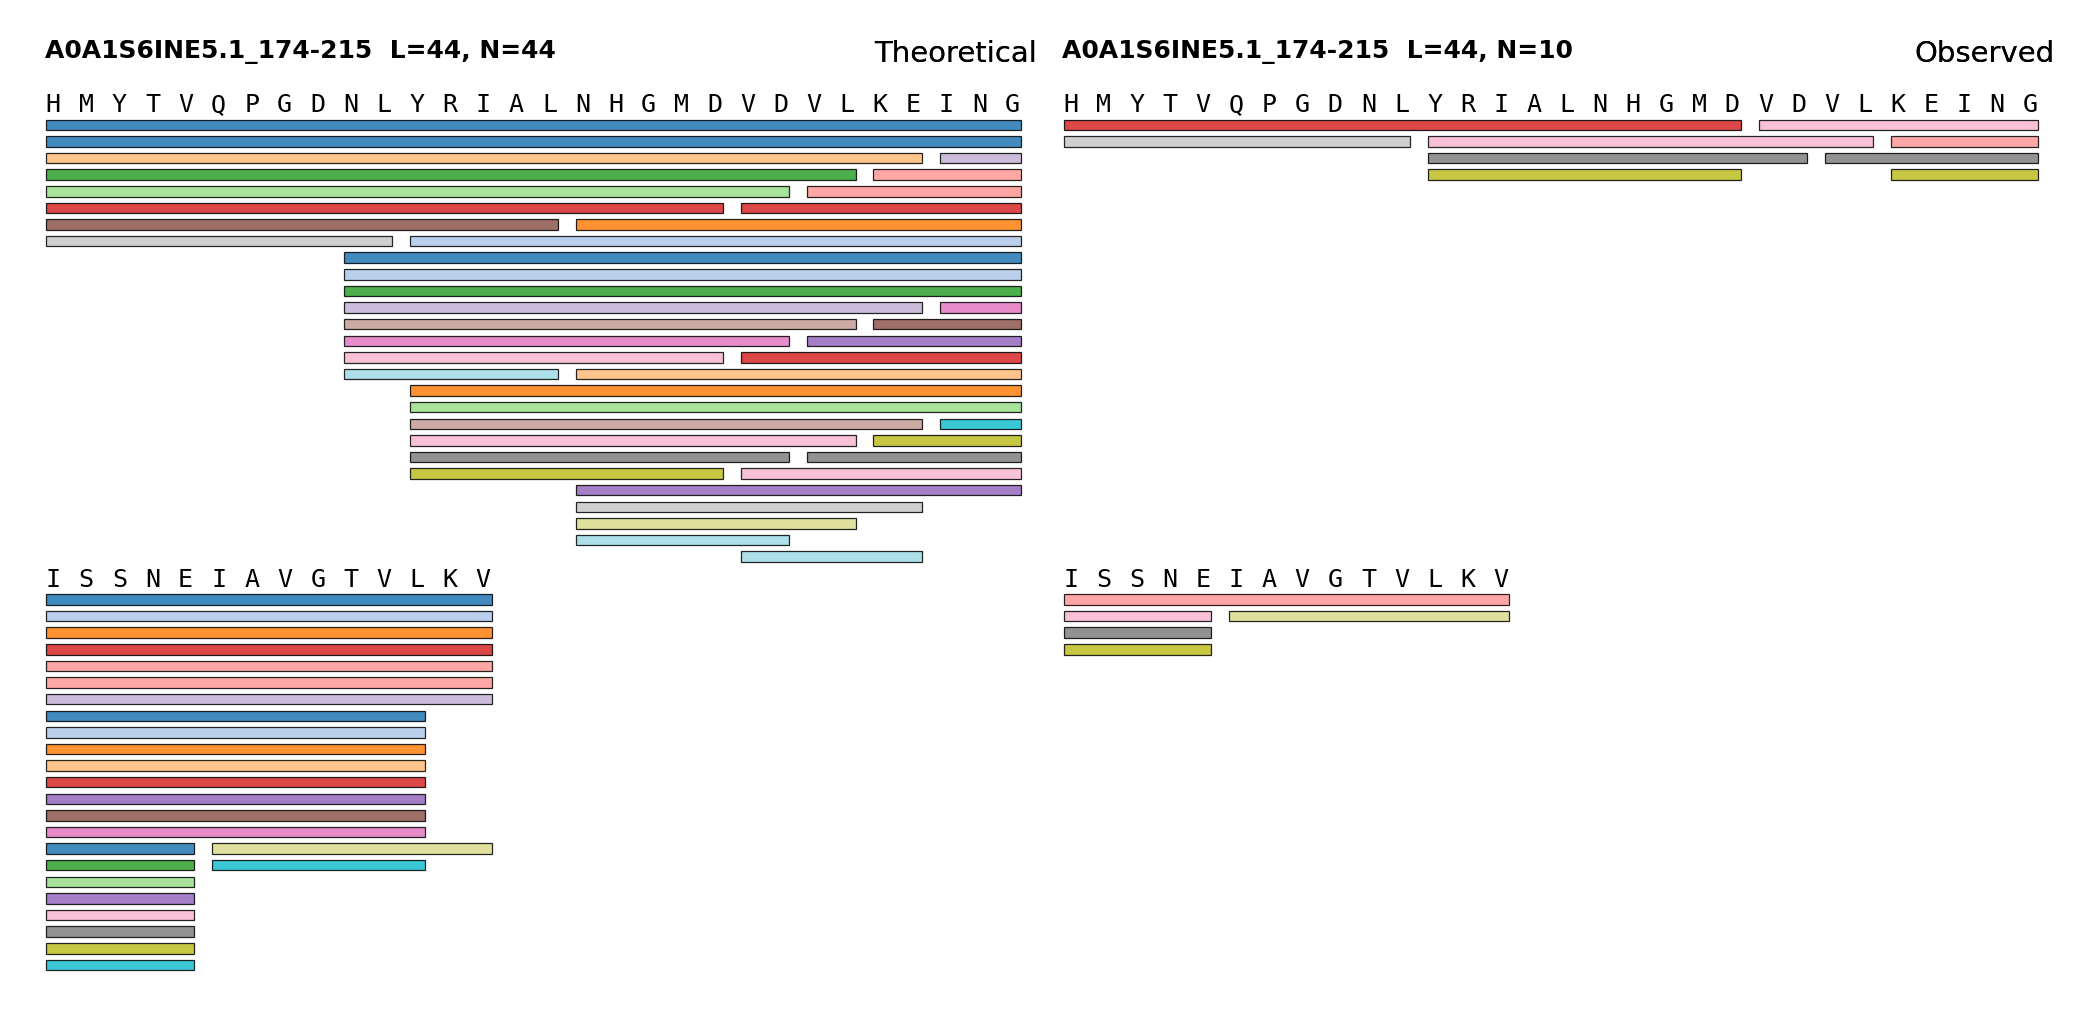 A0A1S6INE5.1_174-215 L=44, N=44 Theoretical
H M Y T V Q P G D N L Y R I A L N H G M D V D V L K E I N G
I S S N E I A V G T V L K V
A0A1S6INE5.1_174-215 L=44, N=10 Observed
H M Y T V Q P G D N L Y R I A L N H G M D V D V L K E I N G
I S S N E I A V G T V L K V